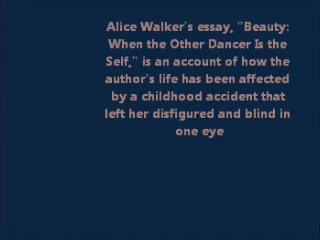 Alice Walker's essay, "Beauty:
When the Other Dancer Is the
Self," is an account of how the
author's life has been affected
by a childhood accident that
left her disfigured and blind in
one eye